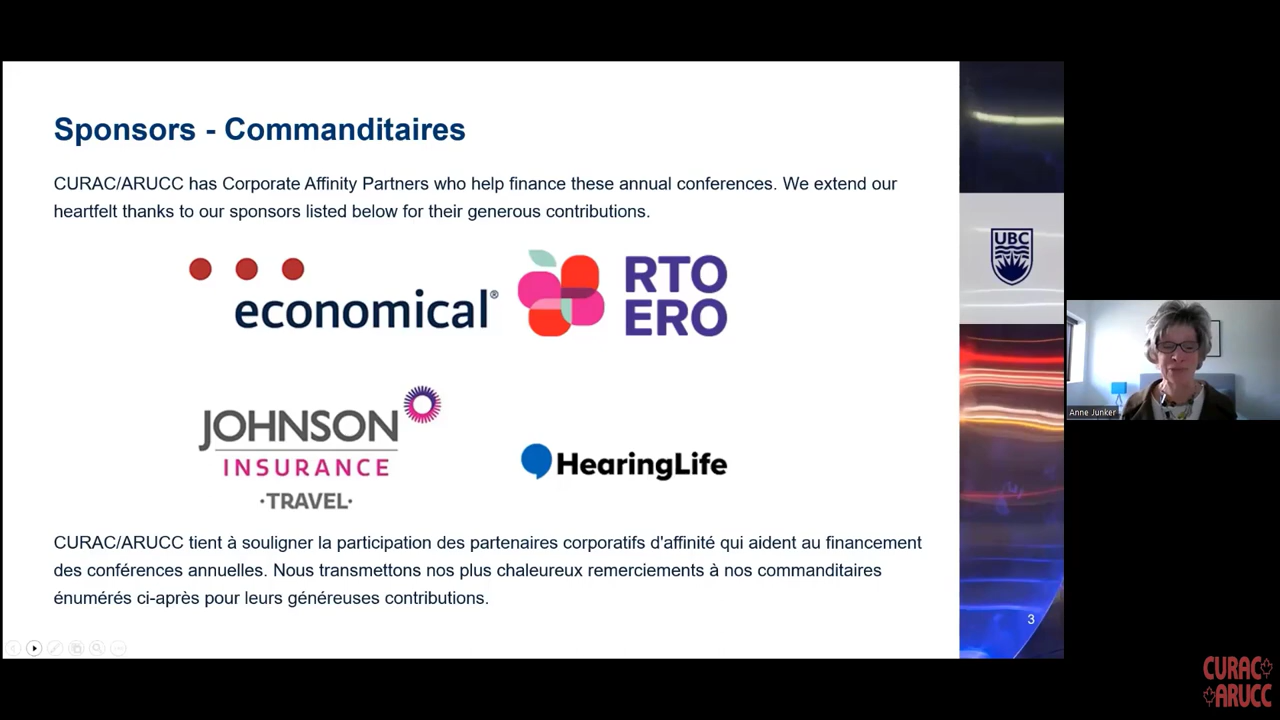 Sponsors - Commanditaires
CURAC/ARUCC has Corporate Affinity Partners who help finance these annual conferences. We extend our
heartfelt thanks to our sponsors listed below for their generous contributions.
economical®
RTO
ERO
UBC
JOHNSON
INSURANCE
·TRAVEL·
HearingLife
Anne Junker
CURAC/ARUCC tient à souligner la participation des partenaires corporatifs d'affinité qui aident au financement
des conférences annuelles. Nous transmettons nos plus chaleureux remerciements à nos commanditaires
énumérés ci-après pour leurs généreuses contributions.
3
CURAC
ARUCC